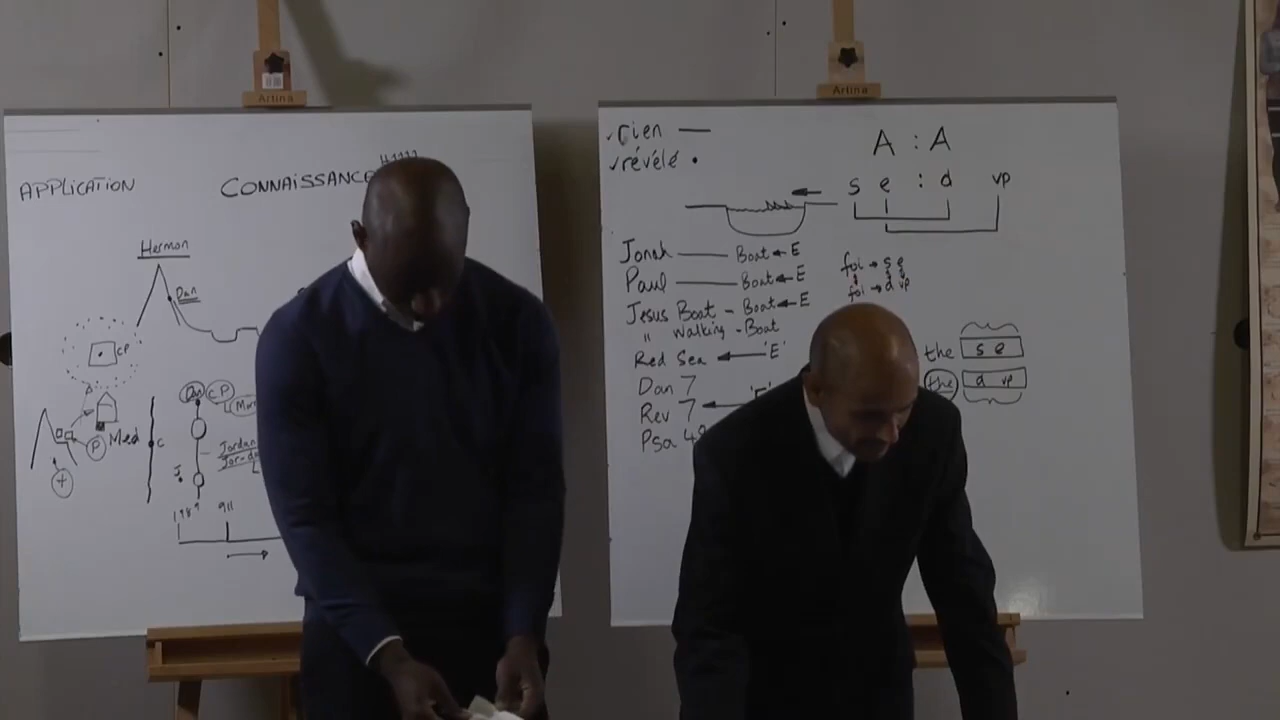 Artina
Artina
APPLICATION
CONNAISSANCE
Hermon
Dan
CP
Dan CP
Med
P
c
Jordan
J.
+
1989 911
✓rien —
✓révélé •
A : A
s e : d vp
Jonah — Boat ← E
Paul — Boat ← E
Jesus Boat - Boat ← E
" Walking - Boat
Red Sea ← 'E'
Dan 7
Rev 7 ← 'E'
Psa
foi → s e
foi → d vp
the s e
the d vp